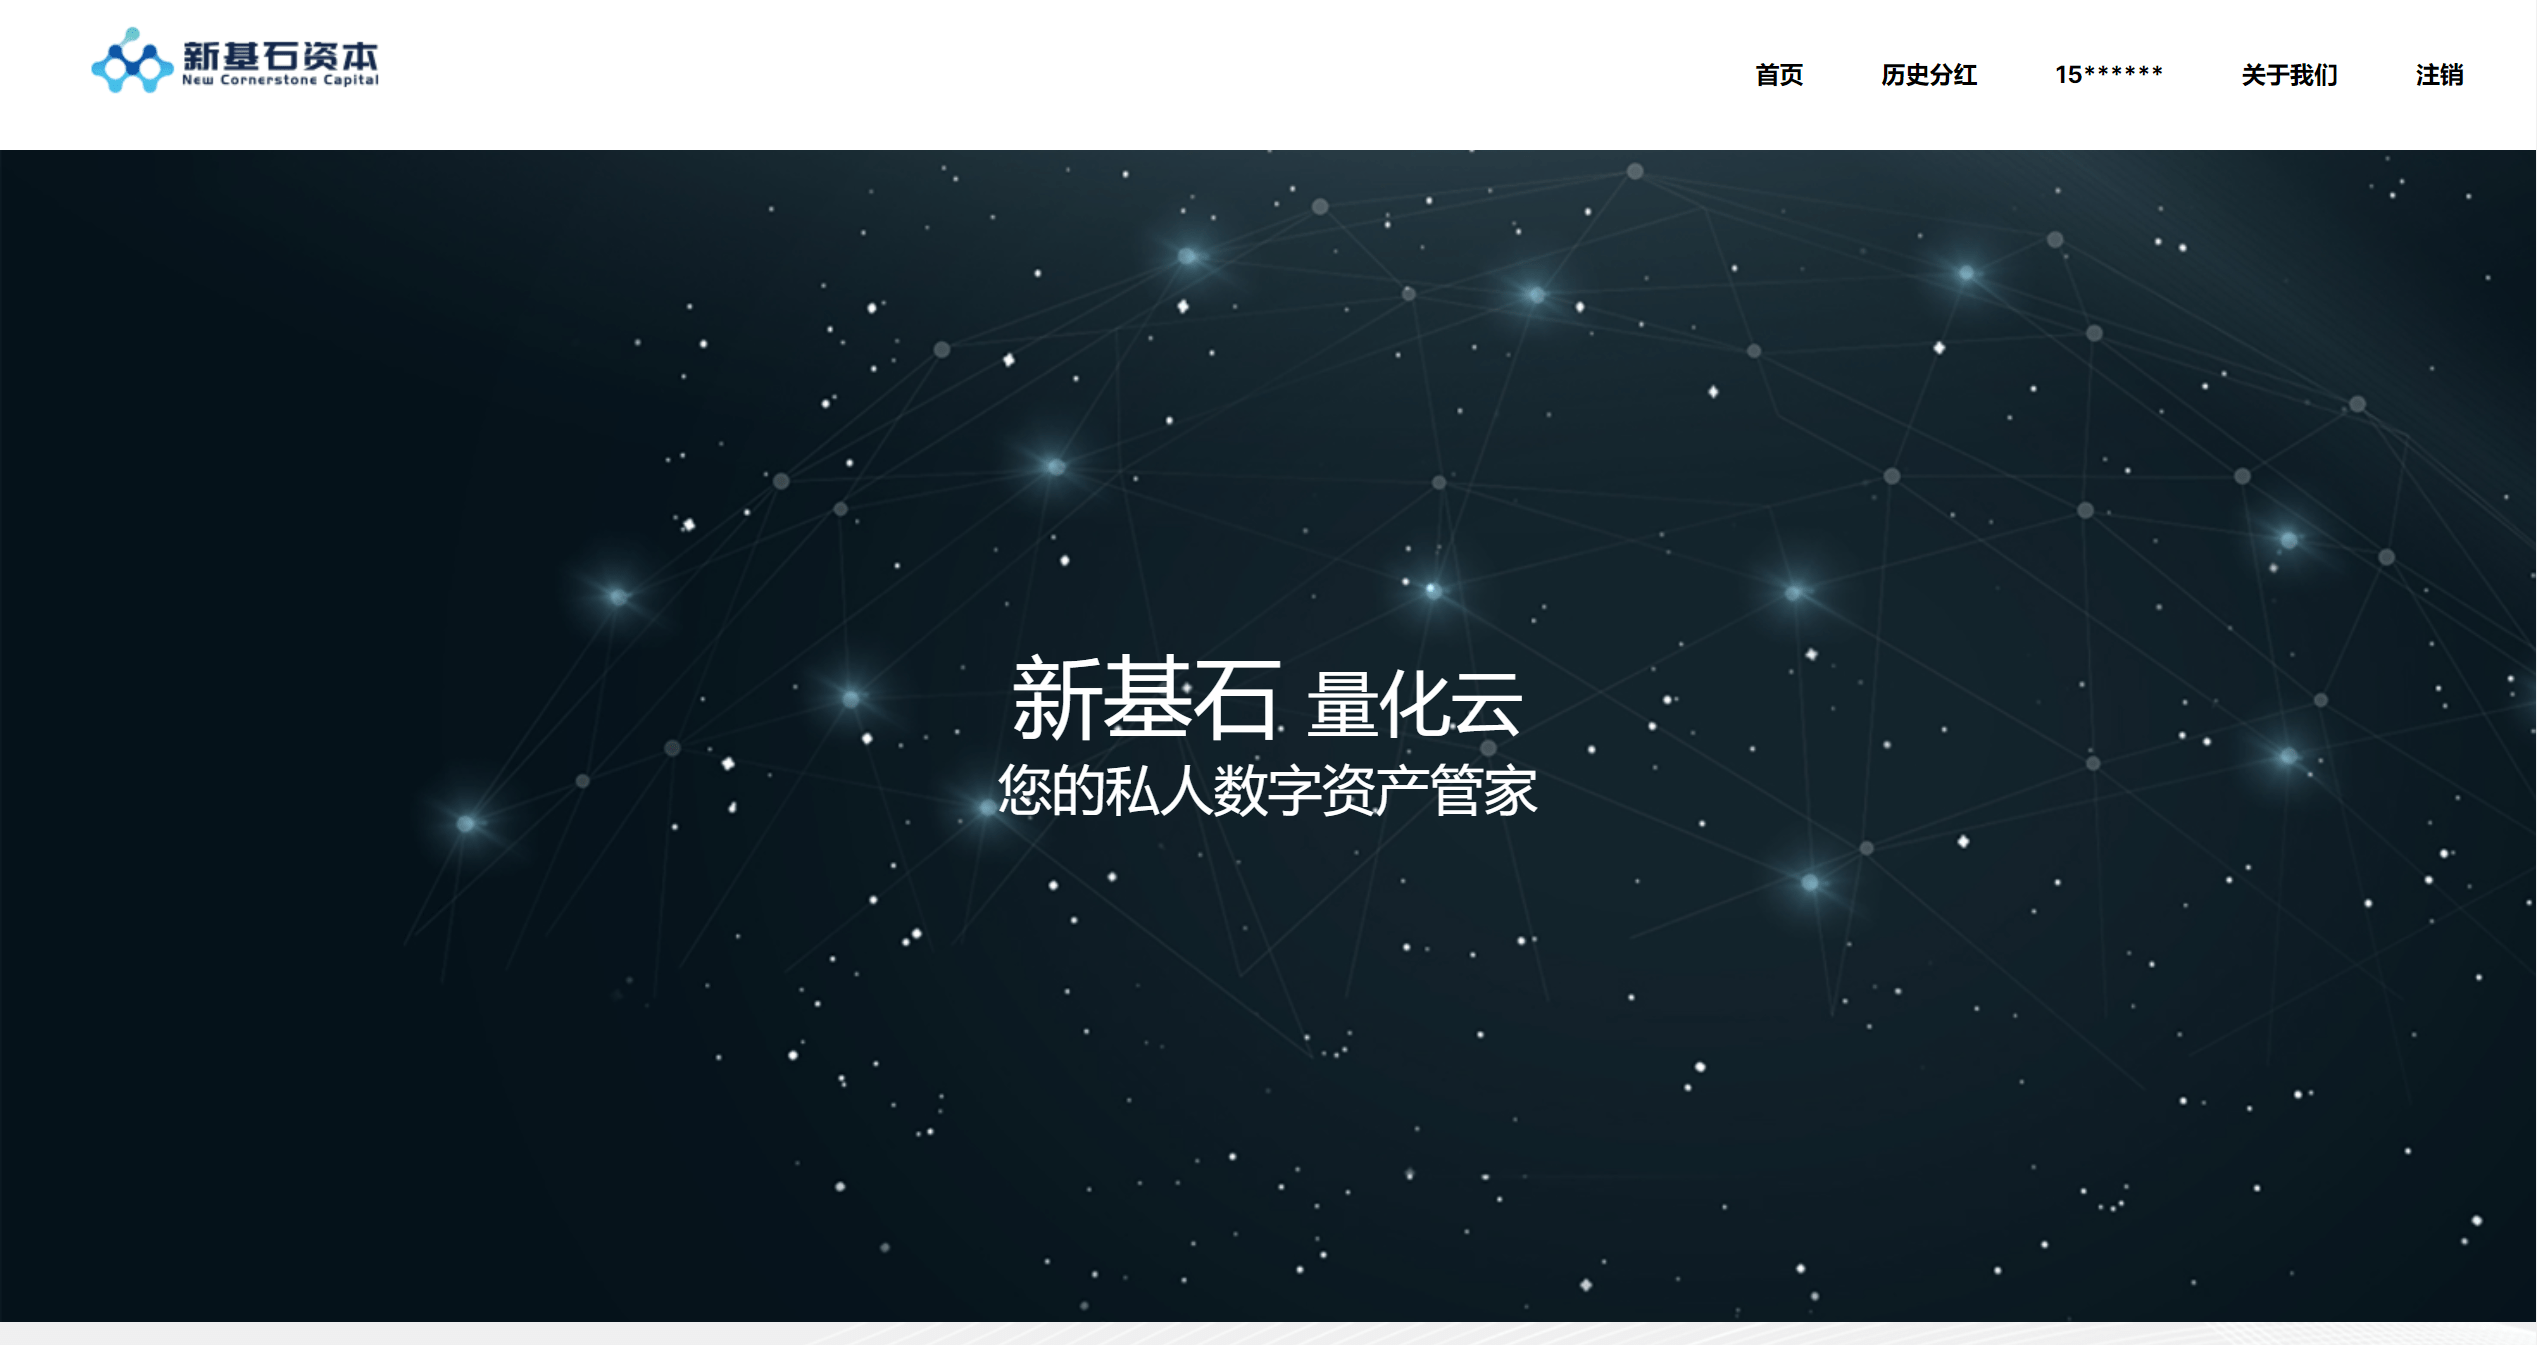 新基石资本
New Cornerstone Capital
首页 历史分红 15****** 关于我们 注销
新基石 量化云
您的私人数字资产管家